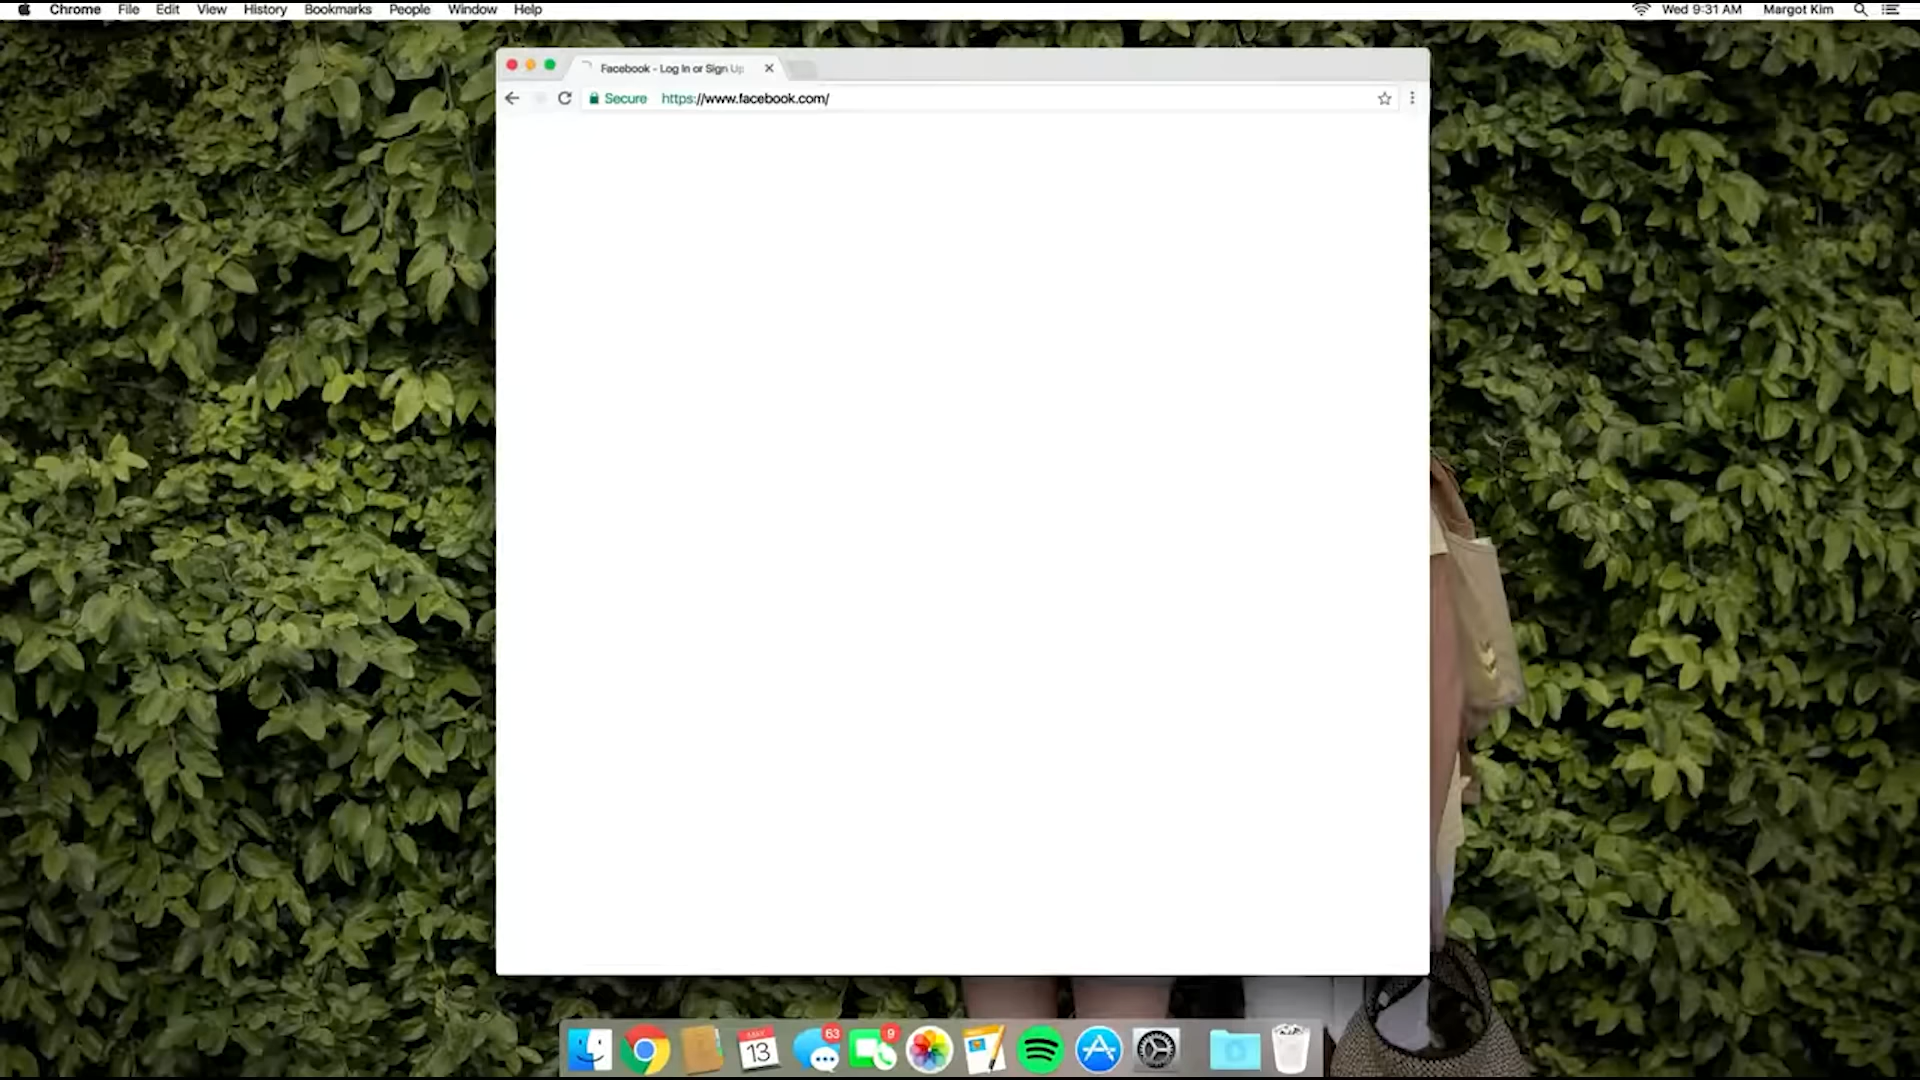 Chrome File Edit View History Bookmarks People Window Help Wed 9:31 AM Margot Kim
Facebook - Log In or Sign Up
Secure https://www.facebook.com/
MAY
13
63
9